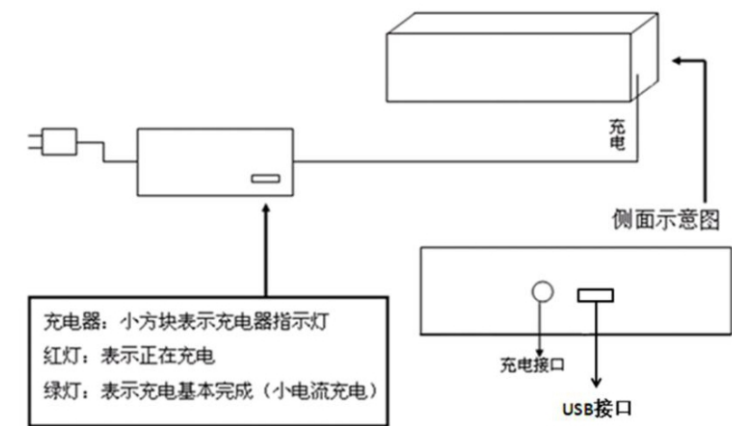 充电
侧面示意图
充电器：小方块表示充电器指示灯
红灯：表示正在充电
绿灯：表示充电基本完成（小电流充电）
充电接口
USB接口